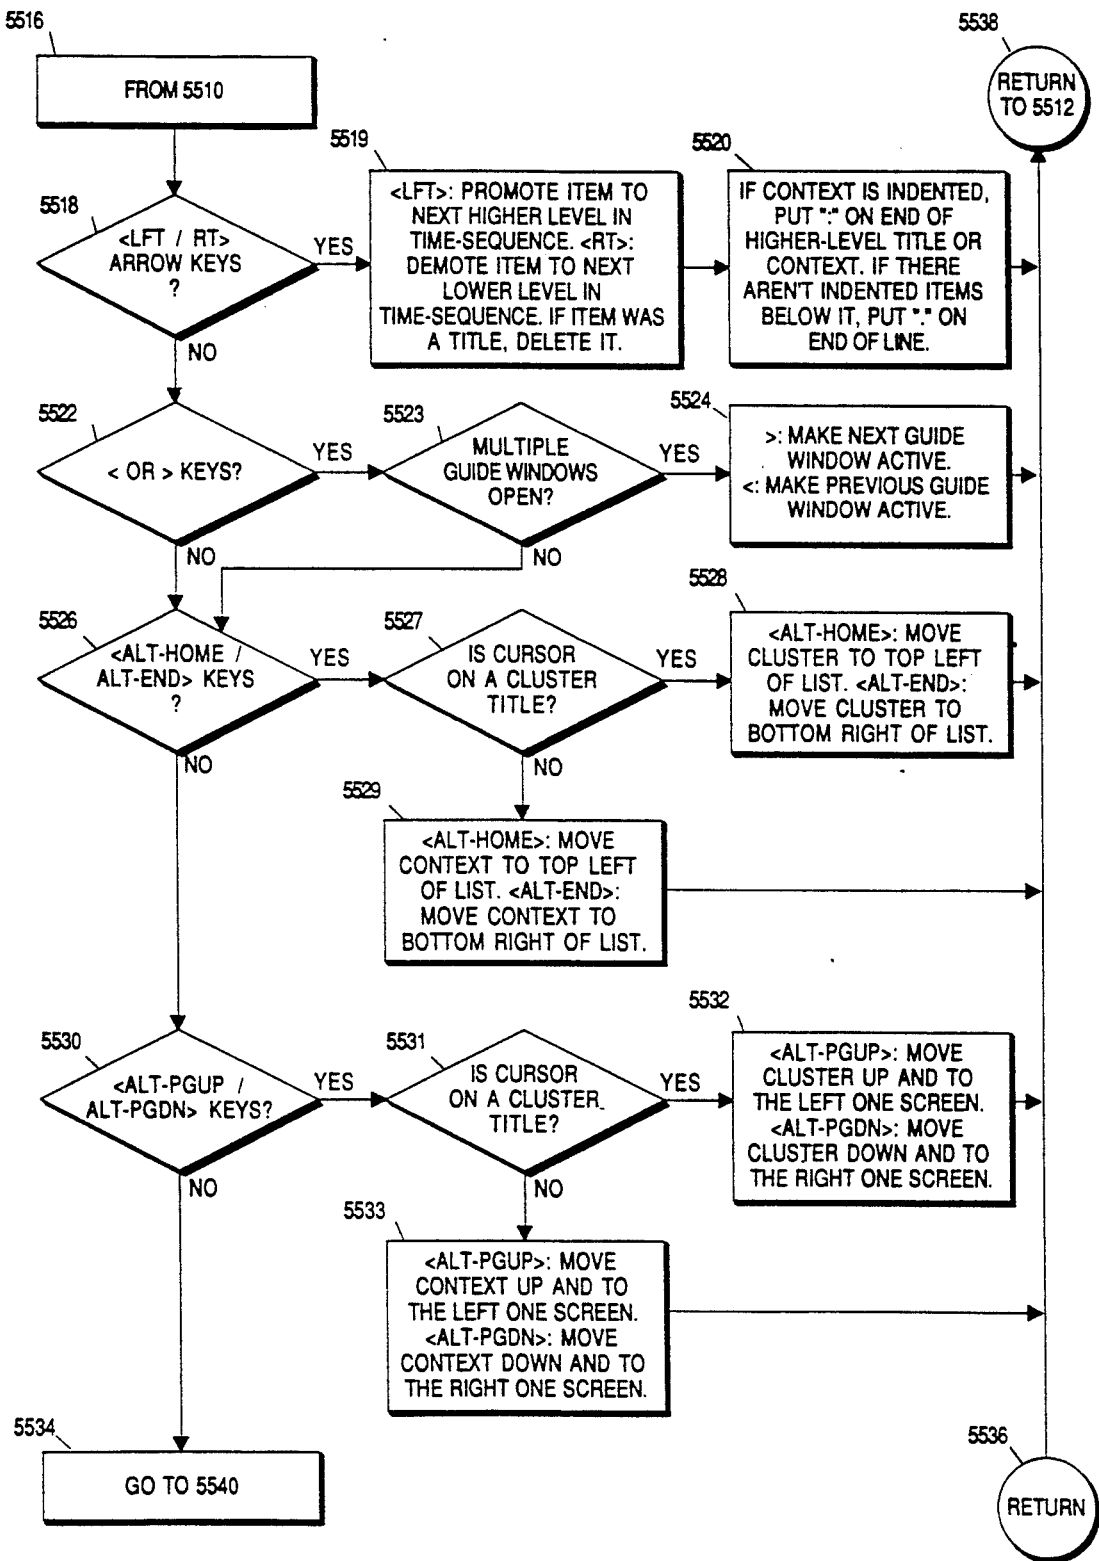 5516
FROM 5510
5538
RETURN
TO 5512
5518
<LFT / RT>
ARROW KEYS
?
YES
NO
5519
<LFT>: PROMOTE ITEM TO
NEXT HIGHER LEVEL IN
TIME-SEQUENCE. <RT>:
DEMOTE ITEM TO NEXT
LOWER LEVEL IN
TIME-SEQUENCE. IF ITEM WAS
A TITLE, DELETE IT.
5520
IF CONTEXT IS INDENTED,
PUT ":" ON END OF
HIGHER-LEVEL TITLE OR
CONTEXT. IF THERE
AREN'T INDENTED ITEMS
BELOW IT, PUT "." ON
END OF LINE.
5522
< OR > KEYS?
YES
NO
5523
MULTIPLE
GUIDE WINDOWS
OPEN?
YES
NO
5524
>: MAKE NEXT GUIDE
WINDOW ACTIVE.
<: MAKE PREVIOUS GUIDE
WINDOW ACTIVE.
5526
<ALT-HOME /
ALT-END> KEYS
?
YES
NO
5527
IS CURSOR
ON A CLUSTER
TITLE?
YES
NO
5528
<ALT-HOME>: MOVE
CLUSTER TO TOP LEFT
OF LIST. <ALT-END>:
MOVE CLUSTER TO
BOTTOM RIGHT OF LIST.
5529
<ALT-HOME>: MOVE
CONTEXT TO TOP LEFT
OF LIST. <ALT-END>:
MOVE CONTEXT TO
BOTTOM RIGHT OF LIST.
5530
<ALT-PGUP /
ALT-PGDN> KEYS?
YES
NO
5531
IS CURSOR
ON A CLUSTER
TITLE?
YES
NO
5532
<ALT-PGUP>: MOVE
CLUSTER UP AND TO
THE LEFT ONE SCREEN.
<ALT-PGDN>: MOVE
CLUSTER DOWN AND TO
THE RIGHT ONE SCREEN.
5533
<ALT-PGUP>: MOVE
CONTEXT UP AND TO
THE LEFT ONE SCREEN.
<ALT-PGDN>: MOVE
CONTEXT DOWN AND TO
THE RIGHT ONE SCREEN.
5534
GO TO 5540
5536
RETURN